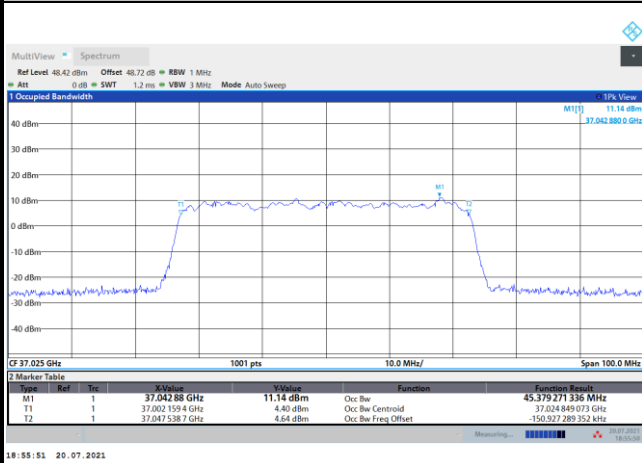 MultiView Spectrum
Ref Level 48.42 dBm Offset 48.72 dB RBW 1 MHz
Att 0 dB SWT 1.2 ms VBW 3 MHz Mode Auto Sweep
1 Occupied Bandwidth 1Pk View
M1[1] 11.14 dBm
37.042 880 0 GHz
40 dBm
30 dBm
20 dBm
M1
10 dBm
T1
T2
0 dBm
-10 dBm
-20 dBm
-30 dBm
-40 dBm
CF 37.025 GHz 1001 pts 10.0 MHz/ Span 100.0 MHz
2 Marker Table
Type Ref Trc X-Value Y-Value Function Function Result
M1 1 37.042 88 GHz 11.14 dBm Occ Bw 45.379 271 336 MHz
T1 1 37.002 159 4 GHz 4.40 dBm Occ Bw Centroid 37.024 849 073 GHz
T2 1 37.047 538 7 GHz 4.64 dBm Occ Bw Freq Offset -150.927 289 352 kHz
Measuring... 20.07.2021
18:55:50
18:55:51 20.07.2021